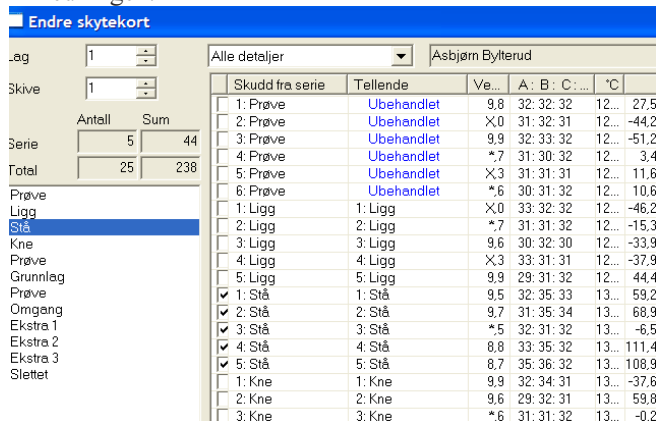 Endre skytekort
Lag 1 Alle detaljer Asbjørn Bylterud
Skive 1
Antall Sum
Serie 5 44
Total 25 238
Prøve
Ligg
Stå
Kne
Prøve
Grunnlag
Prøve
Omgang
Ekstra 1
Ekstra 2
Ekstra 3
Slettet
Skudd fra serie Tellende Ve... A: B: C:... °C
1: Prøve Ubehandlet 9,8 32: 32: 32 12... 27,5
2: Prøve Ubehandlet X,0 31: 32: 31 12... -44,2
3: Prøve Ubehandlet 9,9 32: 33: 32 12... -51,2
4: Prøve Ubehandlet *,7 31: 30: 32 12... 3,4
5: Prøve Ubehandlet X,3 31: 31: 31 12... 11,6
6: Prøve Ubehandlet *,6 30: 31: 32 12... 10,6
1: Ligg 1: Ligg X,0 33: 32: 32 12... -46,2
2: Ligg 2: Ligg *,7 31: 31: 32 12... -15,3
3: Ligg 3: Ligg 9,6 30: 32: 30 12... -33,9
4: Ligg 4: Ligg X,3 33: 31: 31 12... -37,9
5: Ligg 5: Ligg 9,9 29: 31: 32 12... 44,4
1: Stå 1: Stå 9,5 32: 35: 33 13... 59,2
2: Stå 2: Stå 9,7 31: 35: 34 13... 68,9
3: Stå 3: Stå *,5 32: 31: 32 13... -6,5
4: Stå 4: Stå 8,8 33: 35: 32 13... 111,4
5: Stå 5: Stå 8,7 35: 36: 32 13... 108,9
1: Kne 1: Kne 9,9 32: 34: 31 13... -37,6
2: Kne 2: Kne 9,6 29: 32: 31 13... 59,8
3: Kne 3: Kne *,6 31: 31: 32 13... -0,2